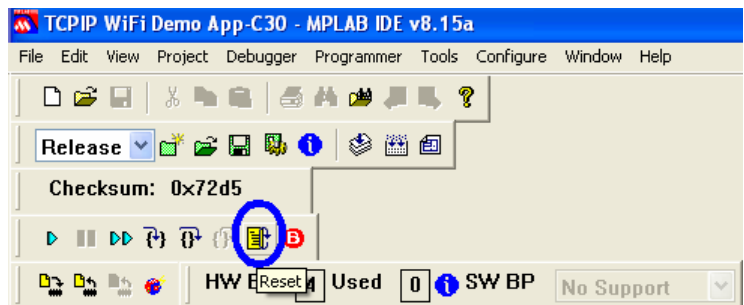 TCPIP WiFi Demo App-C30 - MPLAB IDE v8.15a
File Edit View Project Debugger Programmer Tools Configure Window Help
Release
Checksum: 0x72d5
B
HW Reset 4 Used 0 SW BP No Support